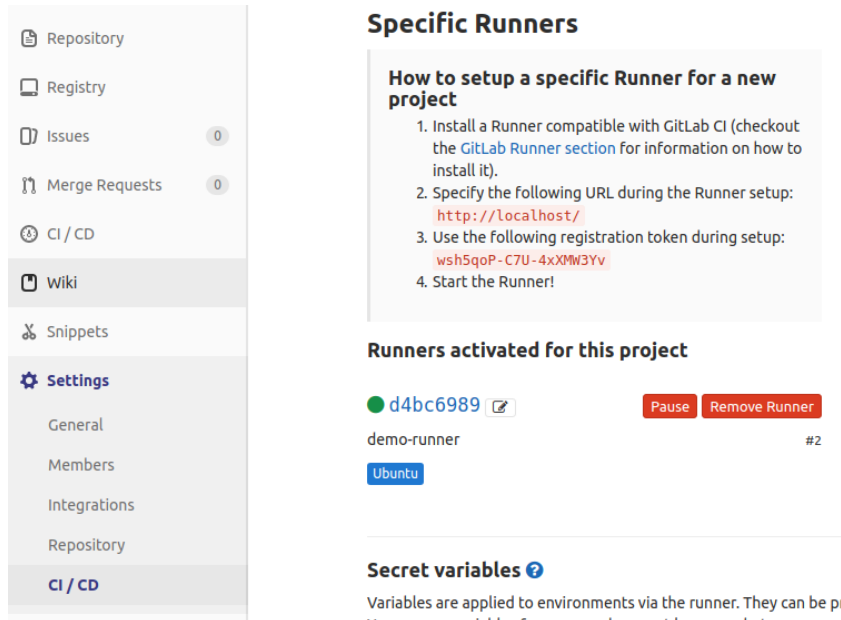 Repository
Registry
Issues 0
Merge Requests 0
CI / CD
Wiki
Snippets
Settings
General
Members
Integrations
Repository
CI / CD
Specific Runners
How to setup a specific Runner for a new
project
1. Install a Runner compatible with GitLab CI (checkout
the GitLab Runner section for information on how to
install it).
2. Specify the following URL during the Runner setup:
http://localhost/
3. Use the following registration token during setup:
wsh5qoP-C7U-4xXMW3Yv
4. Start the Runner!
Runners activated for this project
d4bc6989 Pause Remove Runner
demo-runner #2
Ubuntu
Secret variables
Variables are applied to environments via the runner. They can be